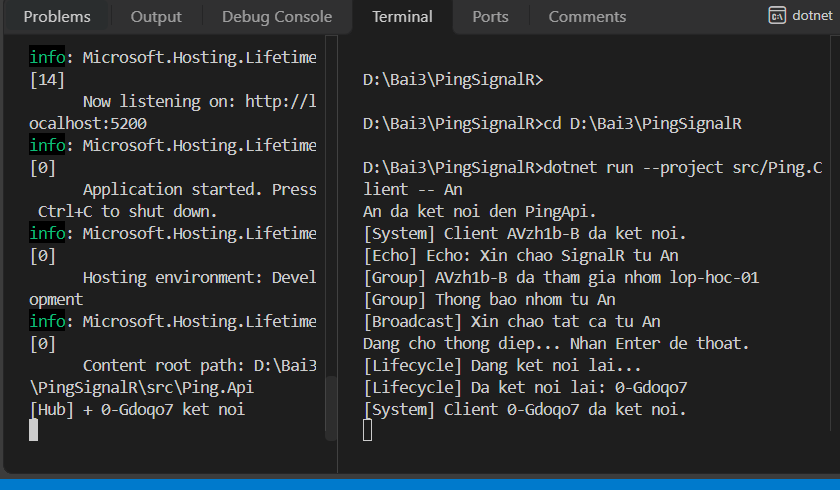 Problems Output Debug Console Terminal Ports Comments dotnet
info: Microsoft.Hosting.Lifetime
[14]
Now listening on: http://l
ocalhost:5200
info: Microsoft.Hosting.Lifetime
[0]
Application started. Press
Ctrl+C to shut down.
info: Microsoft.Hosting.Lifetime
[0]
Hosting environment: Devel
opment
info: Microsoft.Hosting.Lifetime
[0]
Content root path: D:\Bai3
\PingSignalR\src\Ping.Api
[Hub] + 0-Gdoqo7 ket noi
D:\Bai3\PingSignalR>
D:\Bai3\PingSignalR>cd D:\Bai3\PingSignalR
D:\Bai3\PingSignalR>dotnet run --project src/Ping.C
lient -- An
An da ket noi den PingApi.
[System] Client AVzh1b-B da ket noi.
[Echo] Echo: Xin chao SignalR tu An
[Group] AVzh1b-B da tham gia nhom lop-hoc-01
[Group] Thong bao nhom tu An
[Broadcast] Xin chao tat ca tu An
Dang cho thong diep... Nhan Enter de thoat.
[Lifecycle] Dang ket noi lai...
[Lifecycle] Da ket noi lai: 0-Gdoqo7
[System] Client 0-Gdoqo7 da ket noi.